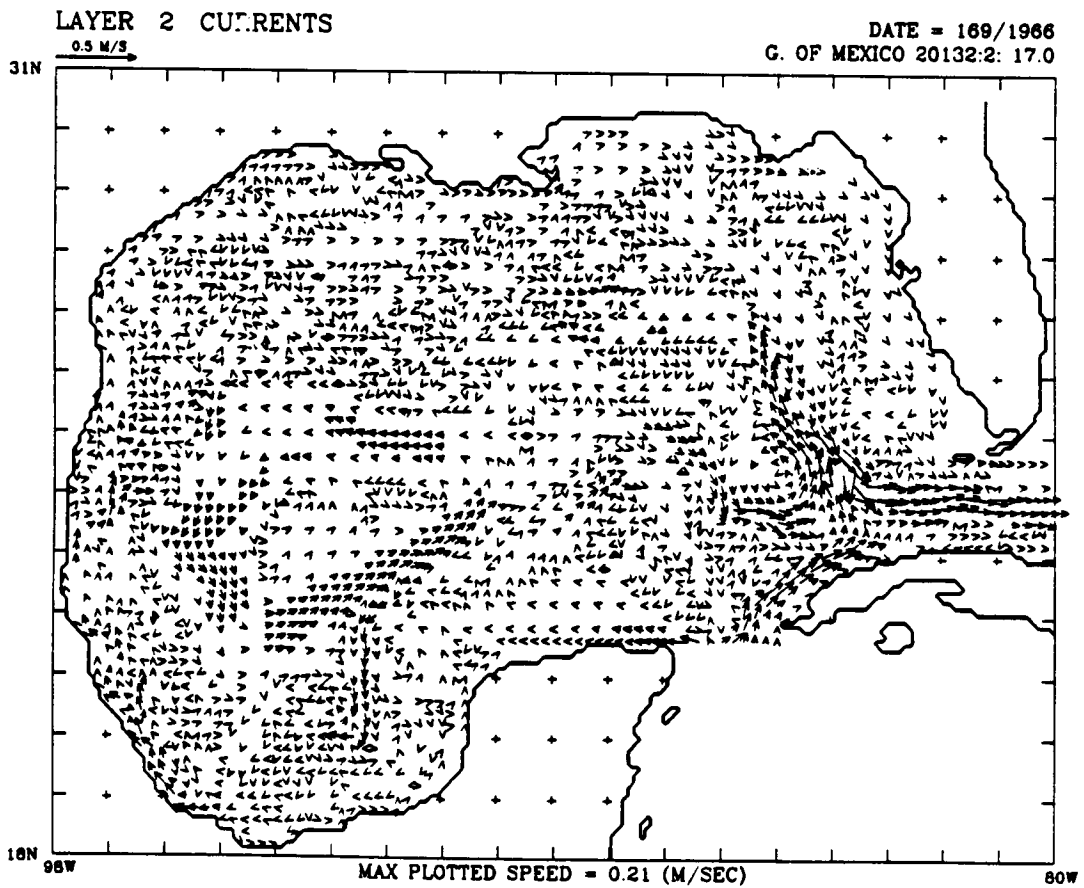 LAYER 2 CURRENTS
0.5 M/S
DATE = 169/1966
G. OF MEXICO 20132:2: 17.0
31N
18N
98W
80W
MAX PLOTTED SPEED = 0.21 (M/SEC)